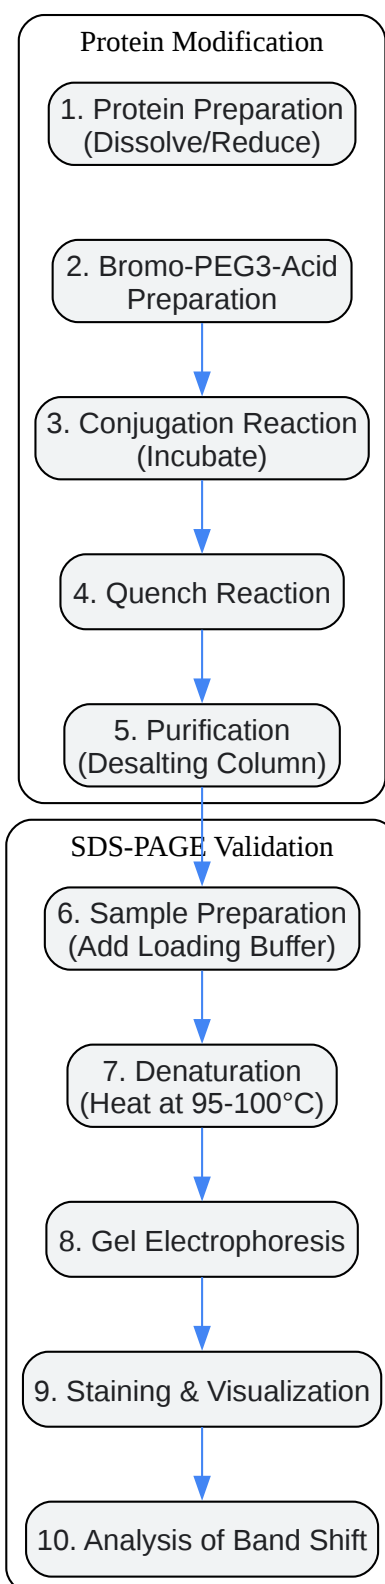 Protein Modification
1. Protein Preparation
(Dissolve/Reduce)
2. Bromo-PEG3-Acid
Preparation
3. Conjugation Reaction
(Incubate)
4. Quench Reaction
5. Purification
(Desalting Column)
SDS-PAGE Validation
6. Sample Preparation
(Add Loading Buffer)
7. Denaturation
(Heat at 95-100°C)
8. Gel Electrophoresis
9. Staining & Visualization
10. Analysis of Band Shift